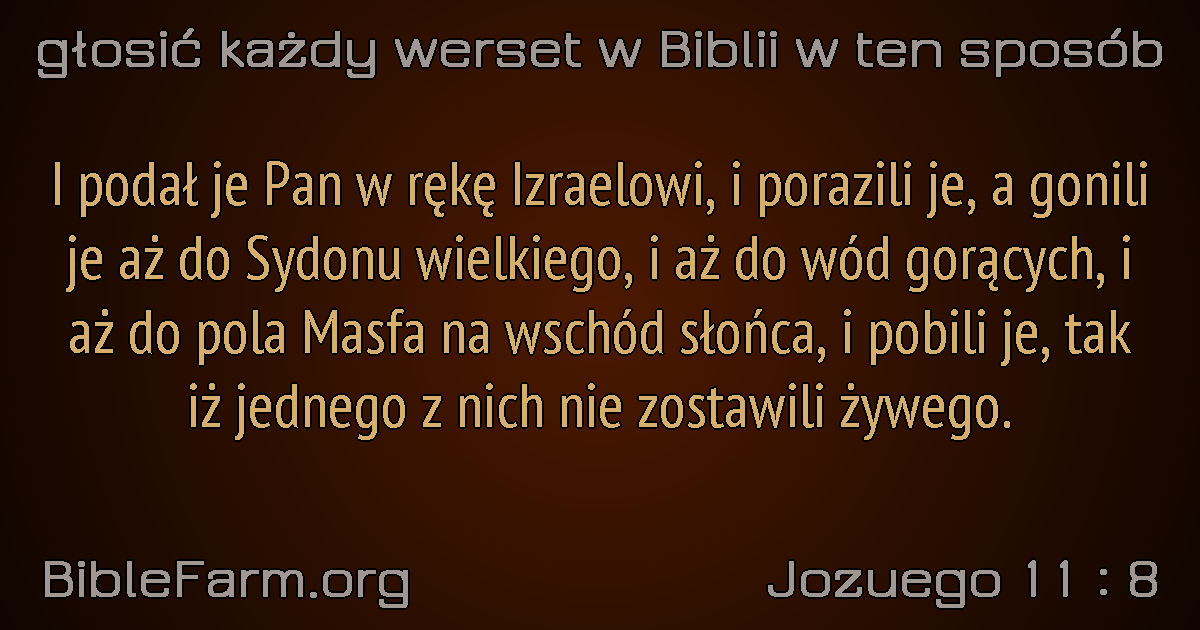 głosić każdy werset w Biblii w ten sposób
I podał je Pan w rękę Izraelowi, i porazili je, a gonili
je aż do Sydonu wielkiego, i aż do wód gorących, i
aż do pola Masfa na wschód słońca, i pobili je, tak
iż jednego z nich nie zostawili żywego.
BibleFarm.org
Jozuego 11 : 8